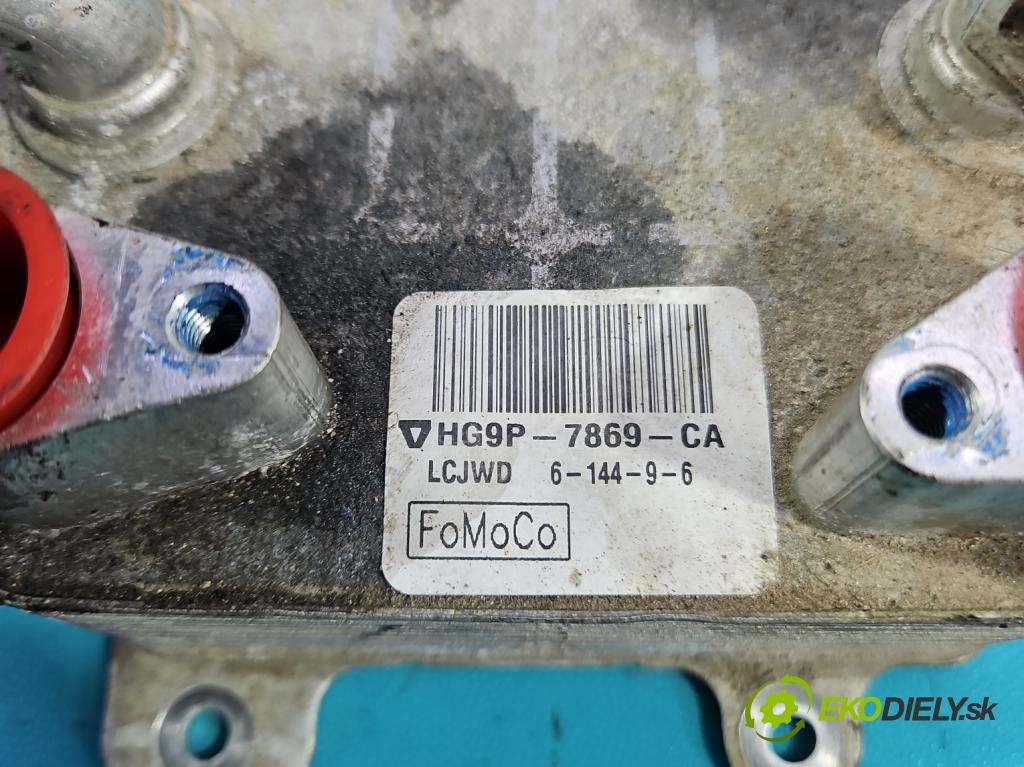 HG9P-7869-CA
LCJWD 6-144-9-6
FoMoCo
EKODIELY.sk